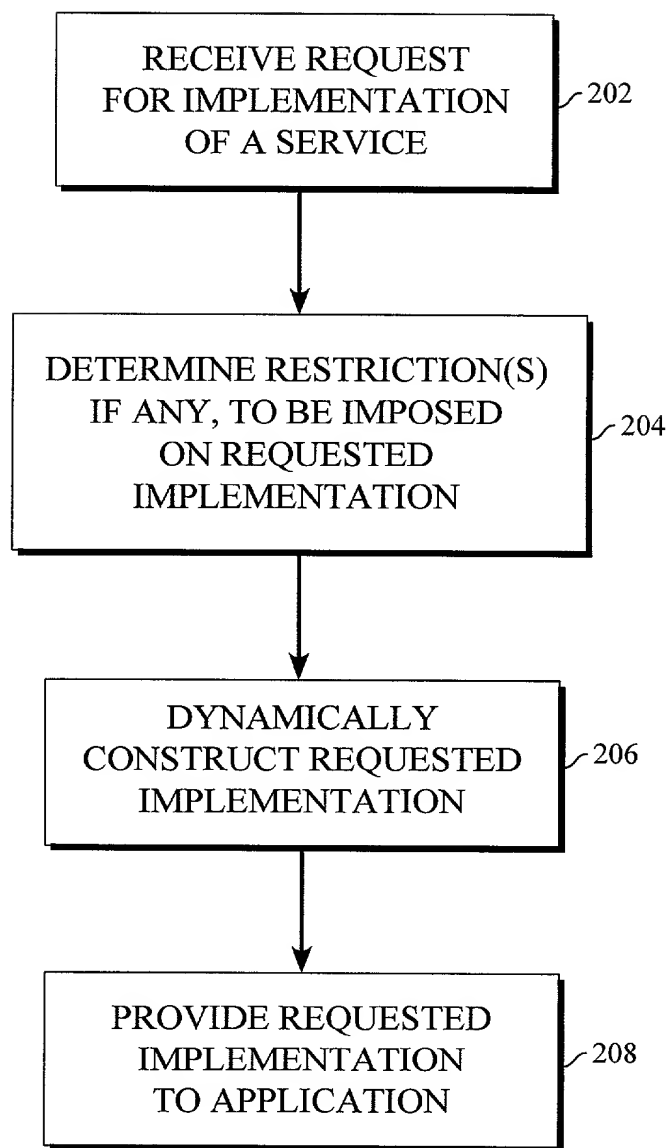 RECEIVE REQUEST
FOR IMPLEMENTATION
OF A SERVICE
202
DETERMINE RESTRICTION(S)
IF ANY, TO BE IMPOSED
ON REQUESTED
IMPLEMENTATION
204
DYNAMICALLY
CONSTRUCT REQUESTED
IMPLEMENTATION
206
PROVIDE REQUESTED
IMPLEMENTATION
TO APPLICATION
208